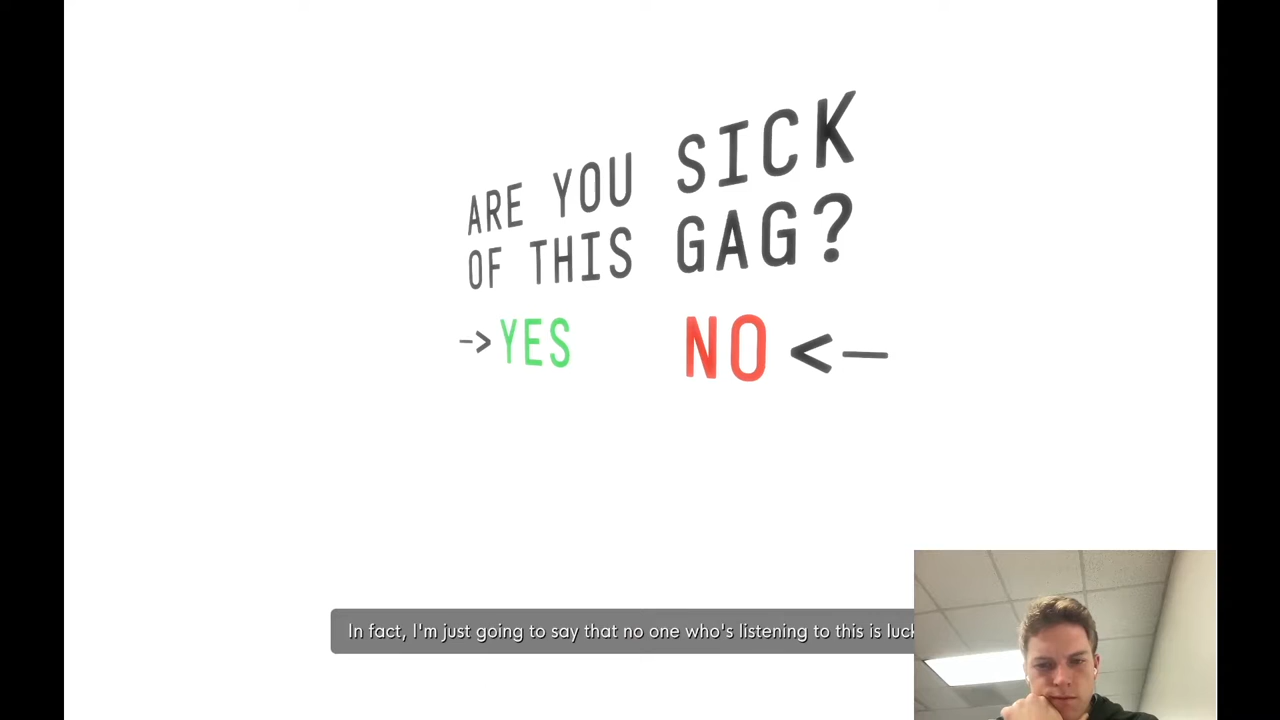 ARE YOU SICK
OF THIS GAG?
-> YES NO <-
In fact, I'm just going to say that no one who's listening to this is